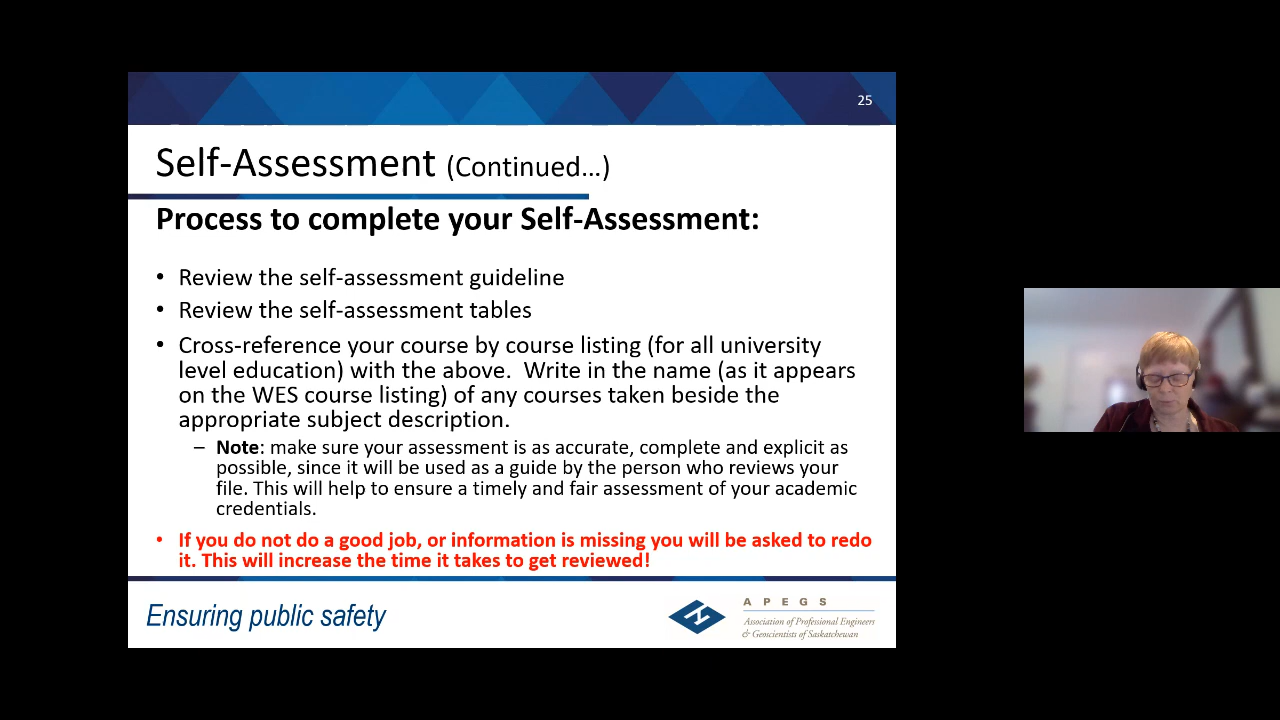 25
Self-Assessment (Continued…)
Process to complete your Self-Assessment:
• Review the self-assessment guideline
• Review the self-assessment tables
• Cross-reference your course by course listing (for all university
level education) with the above.  Write in the name (as it appears
on the WES course listing) of any courses taken beside the
appropriate subject description.
– Note: make sure your assessment is as accurate, complete and explicit as
possible, since it will be used as a guide by the person who reviews your
file. This will help to ensure a timely and fair assessment of your academic
credentials.
• If you do not do a good job, or information is missing you will be asked to redo
it. This will increase the time it takes to get reviewed!
Ensuring public safety
A P E G S
Association of Professional Engineers
& Geoscientists of Saskatchewan